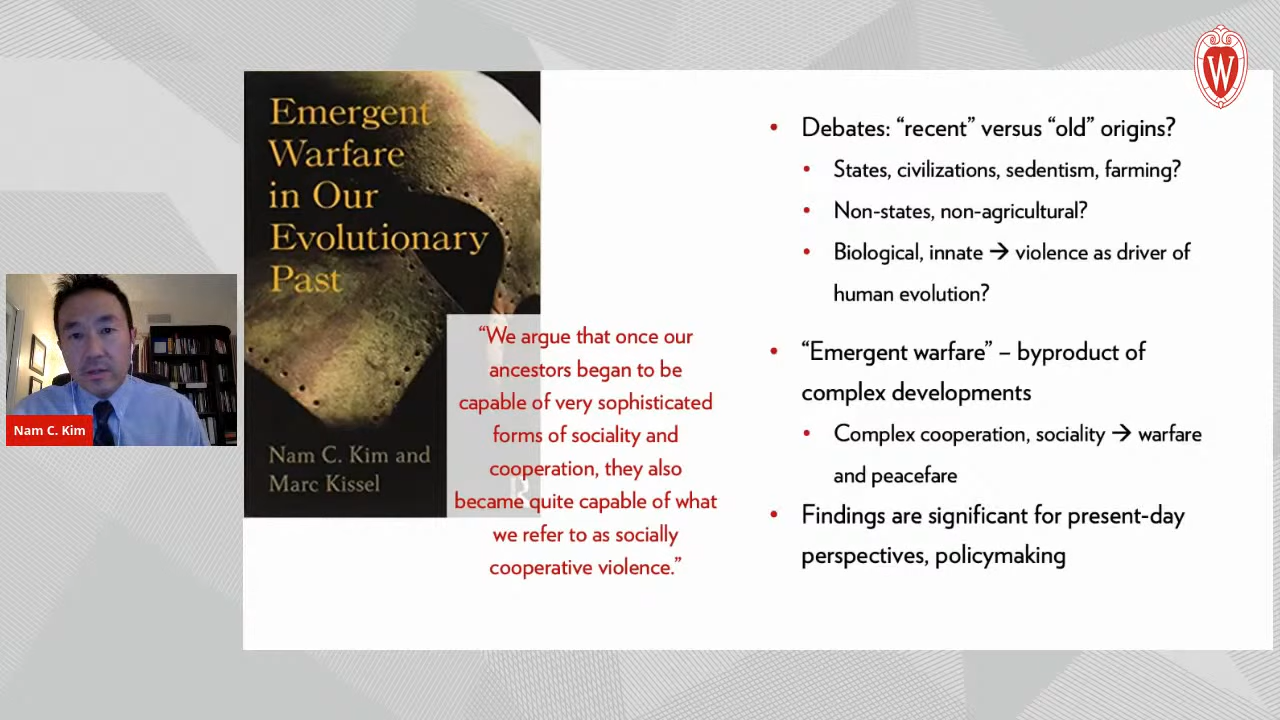 W
Emergent
Warfare
in Our
Evolutionary
Past
Nam C. Kim and
Marc Kissel
“We argue that once our
ancestors began to be
capable of very sophisticated
forms of sociality and
cooperation, they also
became quite capable of what
we refer to as socially
cooperative violence.”
• Debates: “recent” versus “old” origins?
• States, civilizations, sedentism, farming?
• Non-states, non-agricultural?
• Biological, innate → violence as driver of
human evolution?
• “Emergent warfare” – byproduct of
complex developments
• Complex cooperation, sociality → warfare
and peacefare
• Findings are significant for present-day
perspectives, policymaking
Nam C. Kim